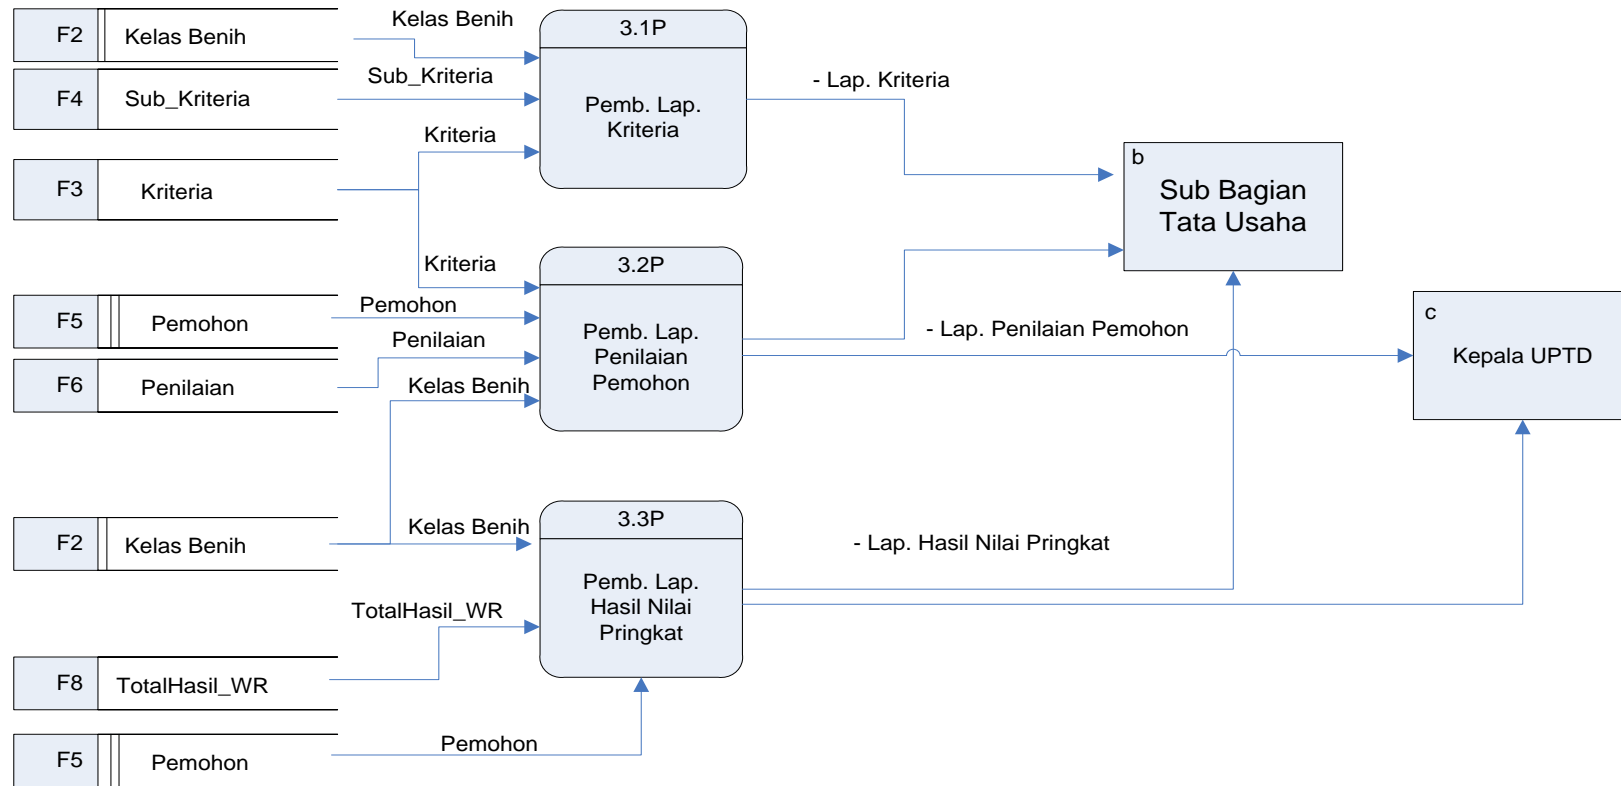 F2
Kelas Benih
Kelas Benih
3.1P
F4
Sub_Kriteria
Sub_Kriteria
Pemb. Lap.
Kriteria
- Lap. Kriteria
F3
Kriteria
Kriteria
b
Sub Bagian
Tata Usaha
Kriteria
3.2P
F5
Pemohon
Pemohon
Pemb. Lap.
Penilaian
Pemohon
- Lap. Penilaian Pemohon
c
Kepala UPTD
F6
Penilaian
Penilaian
Kelas Benih
F2
Kelas Benih
Kelas Benih
3.3P
- Lap. Hasil Nilai Pringkat
Pemb. Lap.
Hasil Nilai
Pringkat
TotalHasil_WR
F8
TotalHasil_WR
F5
Pemohon
Pemohon